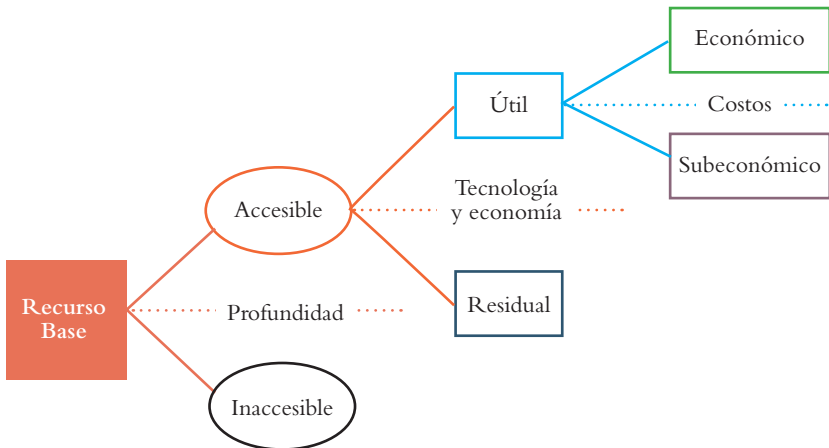 Económico
Útil
Costos
Subeconómico
Tecnología
y economía
Accesible
Residual
Recurso
Base
Profundidad
Inaccesible